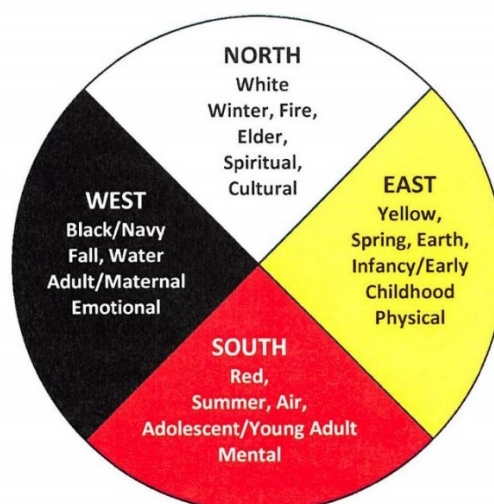 NORTH
White
Winter, Fire,
Elder,
Spiritual,
Cultural
WEST
Black/Navy
Fall, Water
Adult/Maternal
Emotional
EAST
Yellow,
Spring, Earth,
Infancy/Early
Childhood
Physical
SOUTH
Red,
Summer, Air,
Adolescent/Young Adult
Mental